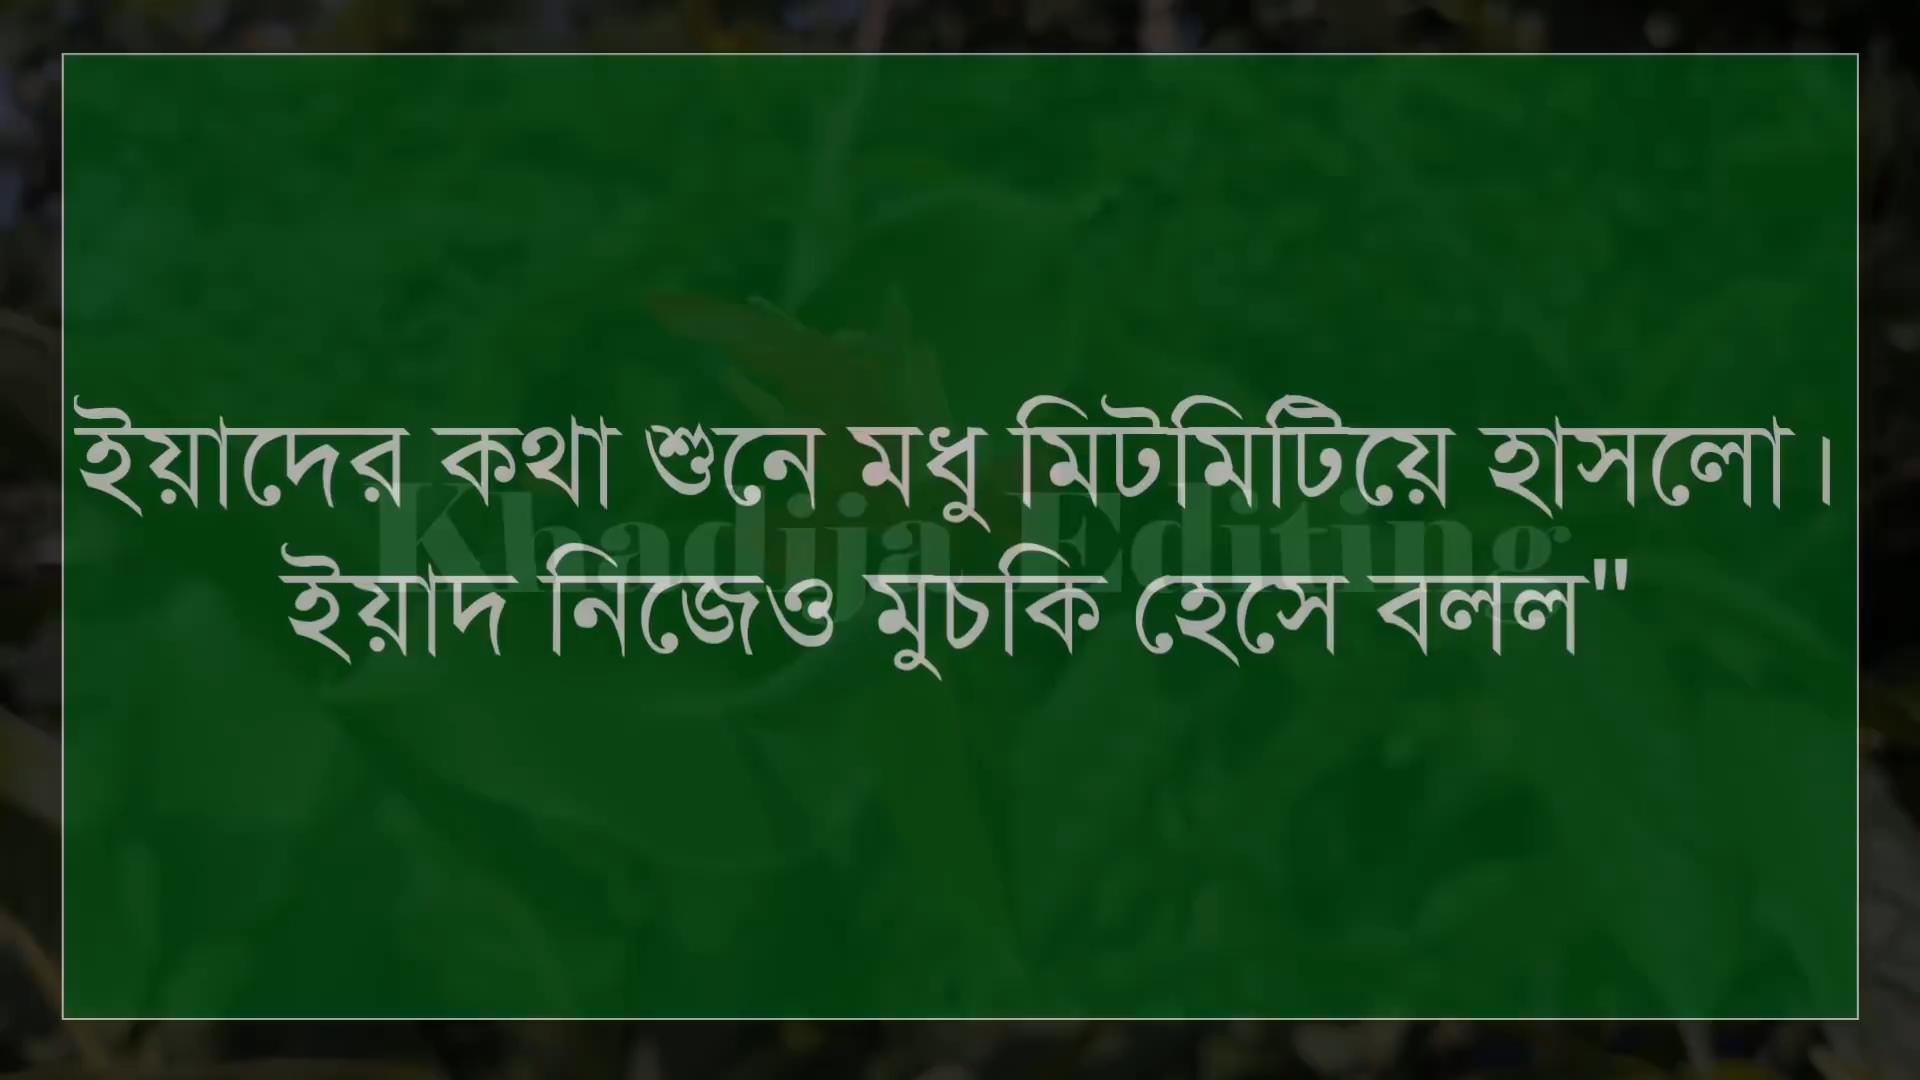 ইয়াদের কথা শুনে মধু মিটমিটিয়ে হাসলো।
Khadija Editing
ইয়াদ নিজেও মুচকি হেসে বলল"